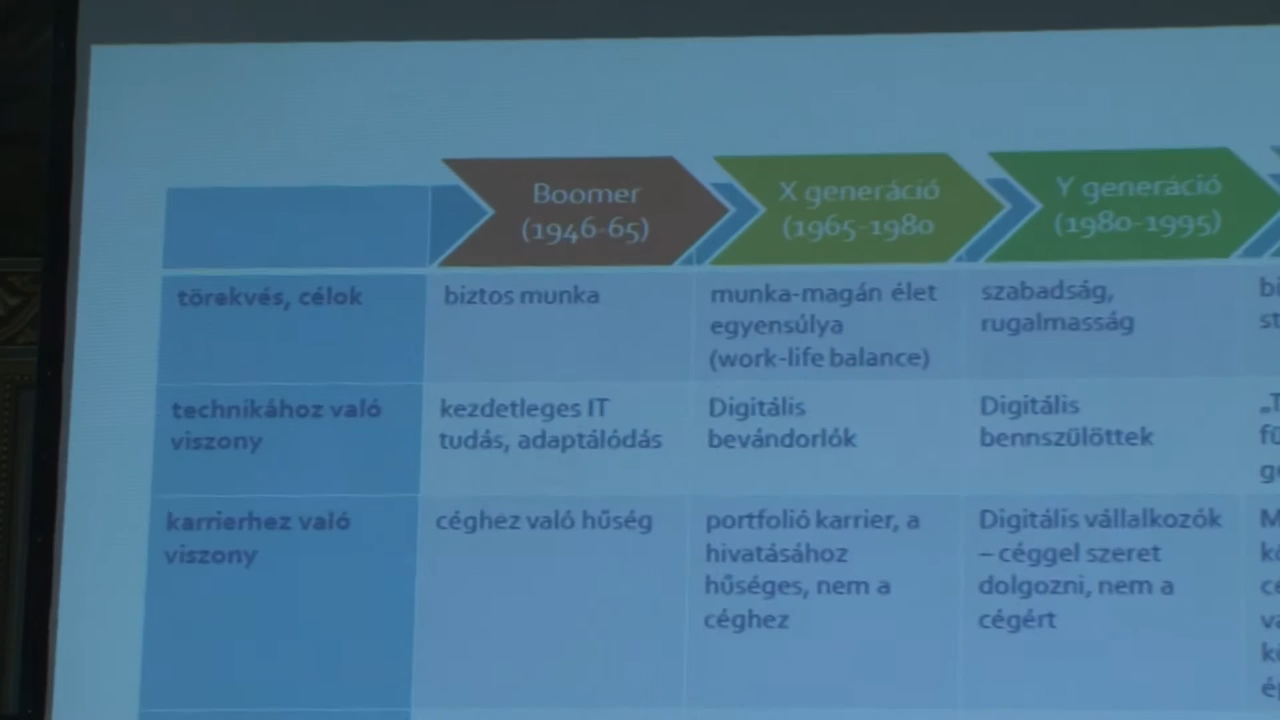 Boomer
(1946-65)
X generáció
(1965-1980
Y generáció
(1980-1995)
törekvés, célok
biztos munka
munka-magán élet
egyensúlya
(work-life balance)
szabadság,
rugalmasság
technikához való
viszony
kezdetleges IT
tudás, adaptálódás
Digitális
bevándorlók
Digitális
bennszülöttek
karrierhez való
viszony
céghez való hűség
portfolió karrier, a
hivatásához
hűséges, nem a
céghez
Digitális vállalkozók
– céggel szeret
dolgozni, nem a
cégért